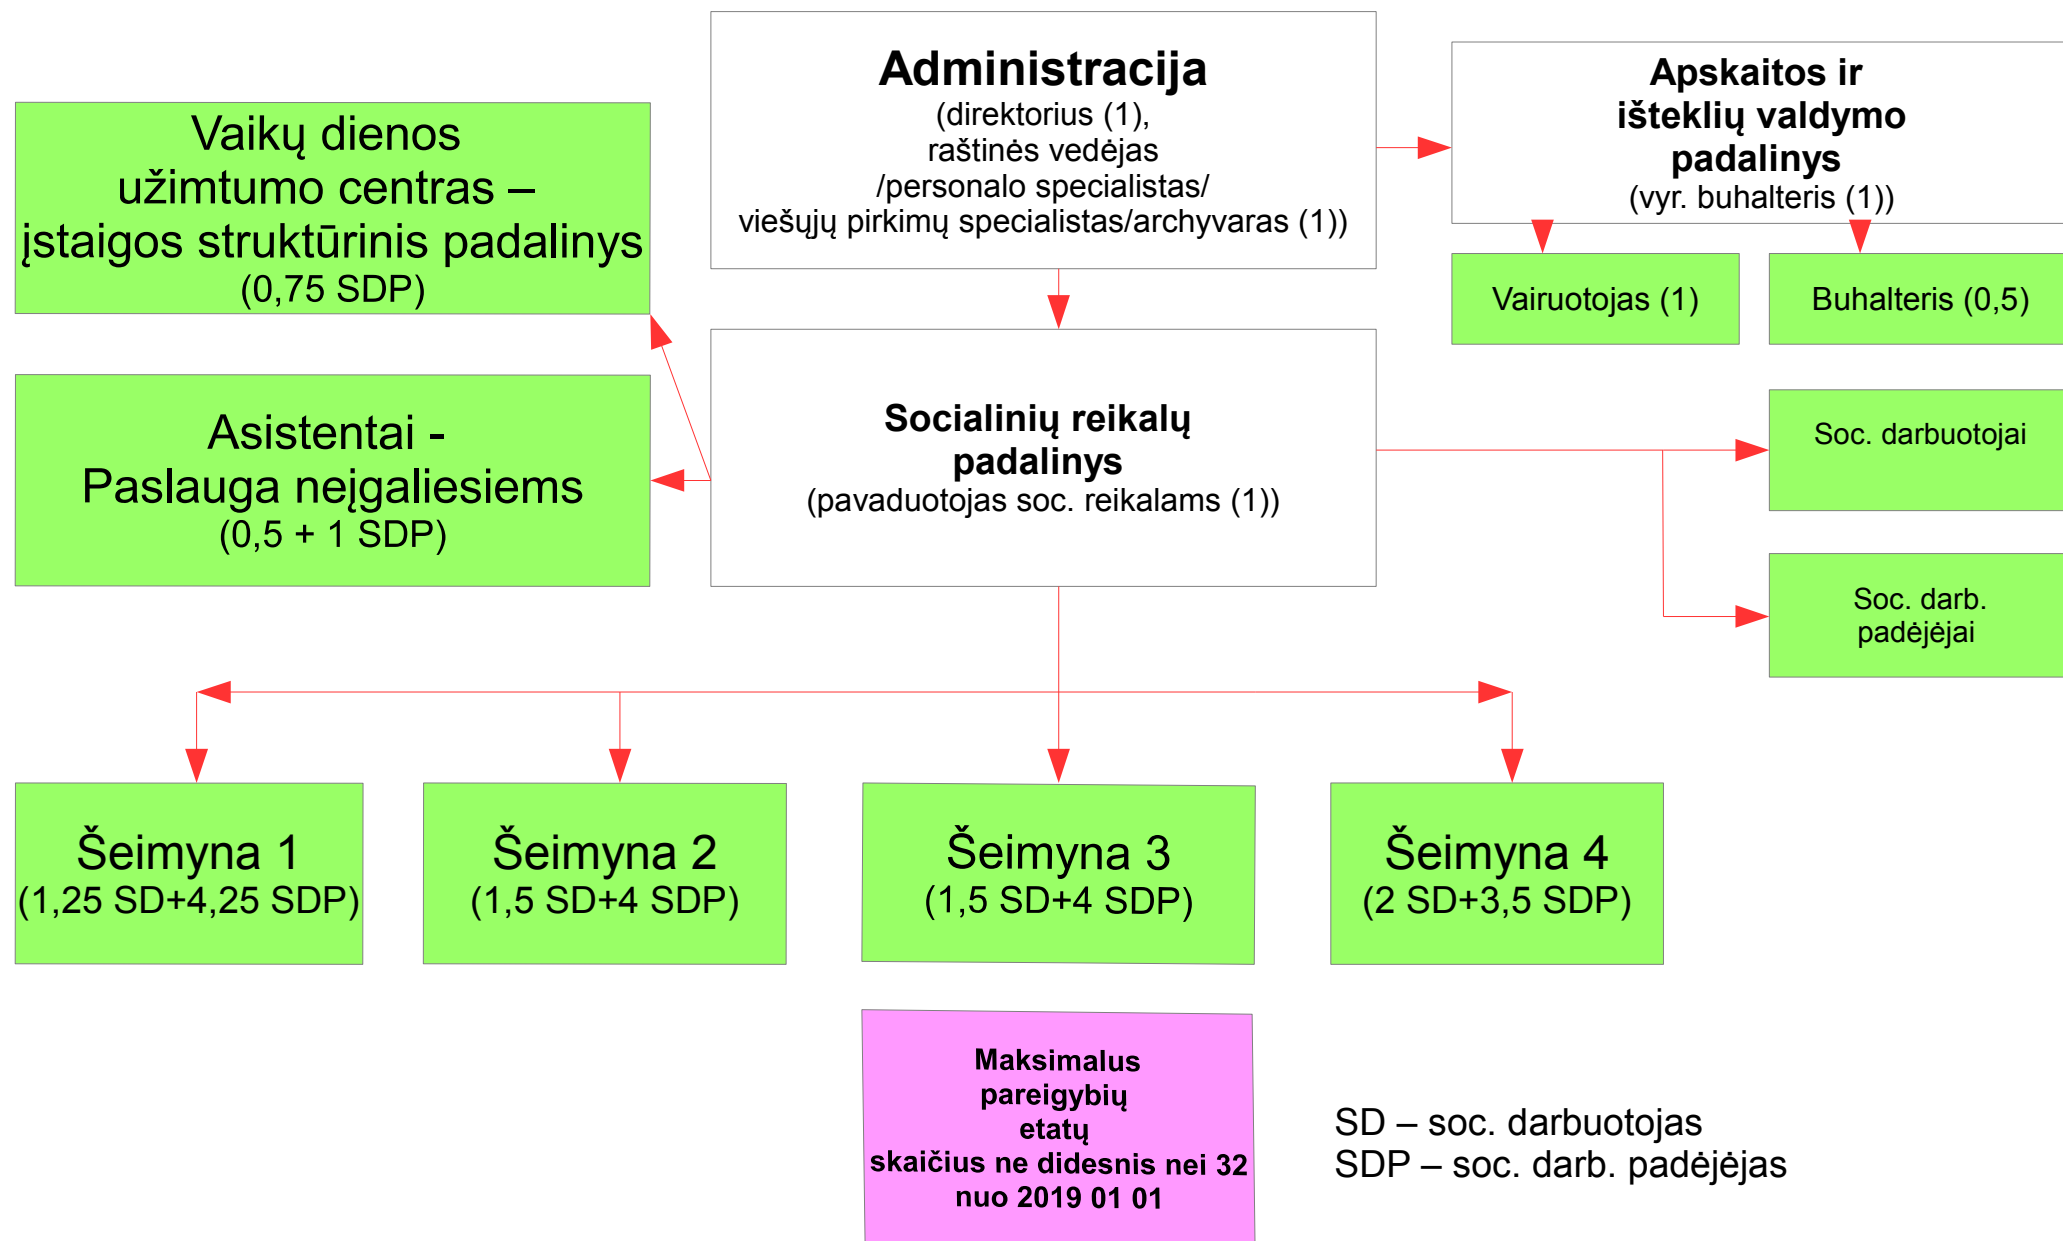 Administracija
(direktorius (1),
raštinės vedėjas
/personalo specialistas/
viešųjų pirkimų specialistas/archyvaras (1))
Apskaitos ir
išteklių valdymo
padalinys
(vyr. buhalteris (1))
Vaikų dienos
užimtumo centras –
įstaigos struktūrinis padalinys
(0,75 SDP)
Vairuotojas (1)
Buhalteris (0,5)
Asistentai -
Paslauga neįgaliesiems
(0,5 + 1 SDP)
Socialinių reikalų
padalinys
(pavaduotojas soc. reikalams (1))
Soc. darbuotojai
Soc. darb.
padėjėjai
Šeimyna 1
(1,25 SD+4,25 SDP)
Šeimyna 2
(1,5 SD+4 SDP)
Šeimyna 3
(1,5 SD+4 SDP)
Šeimyna 4
(2 SD+3,5 SDP)
Maksimalus
pareigybių
etatų
skaičius ne didesnis nei 32
nuo 2019 01 01
SD – soc. darbuotojas
SDP – soc. darb. padėjėjas